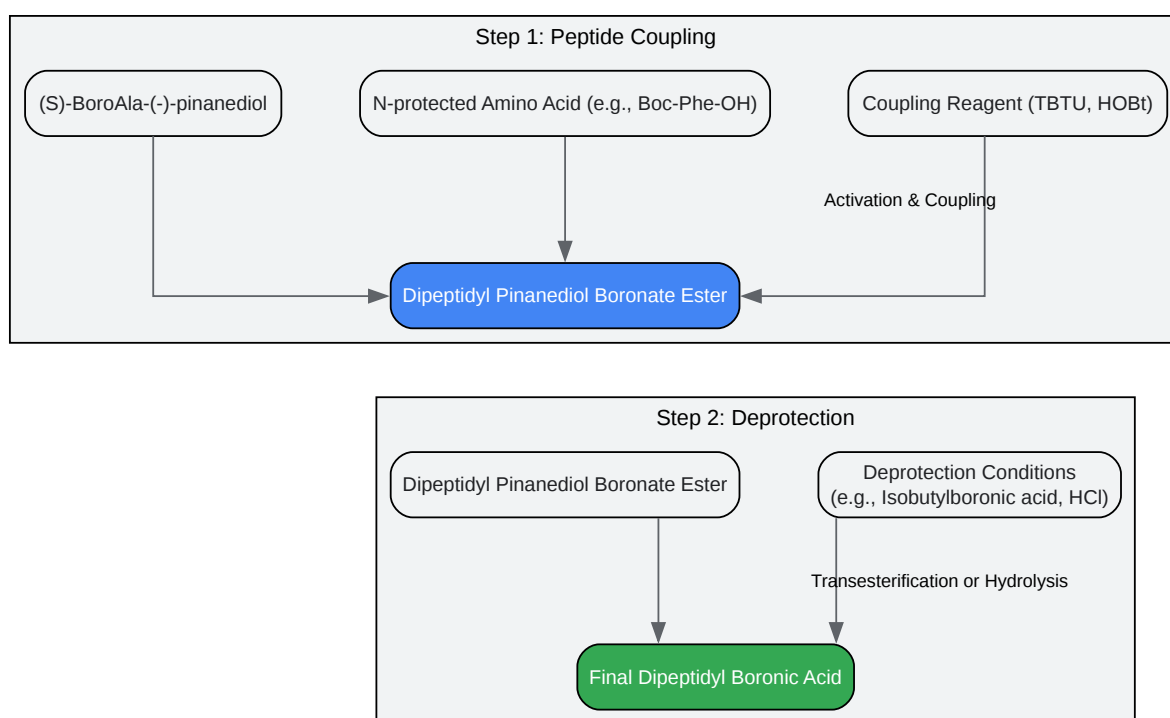 Step 1: Peptide Coupling
(S)-BoroAla-(-)-pinanediol
N-protected Amino Acid (e.g., Boc-Phe-OH)
Coupling Reagent (TBTU, HOBt)
Activation & Coupling
Dipeptidyl Pinanediol Boronate Ester
Step 2: Deprotection
Dipeptidyl Pinanediol Boronate Ester
Deprotection Conditions
(e.g., Isobutylboronic acid, HCl)
Transesterification or Hydrolysis
Final Dipeptidyl Boronic Acid